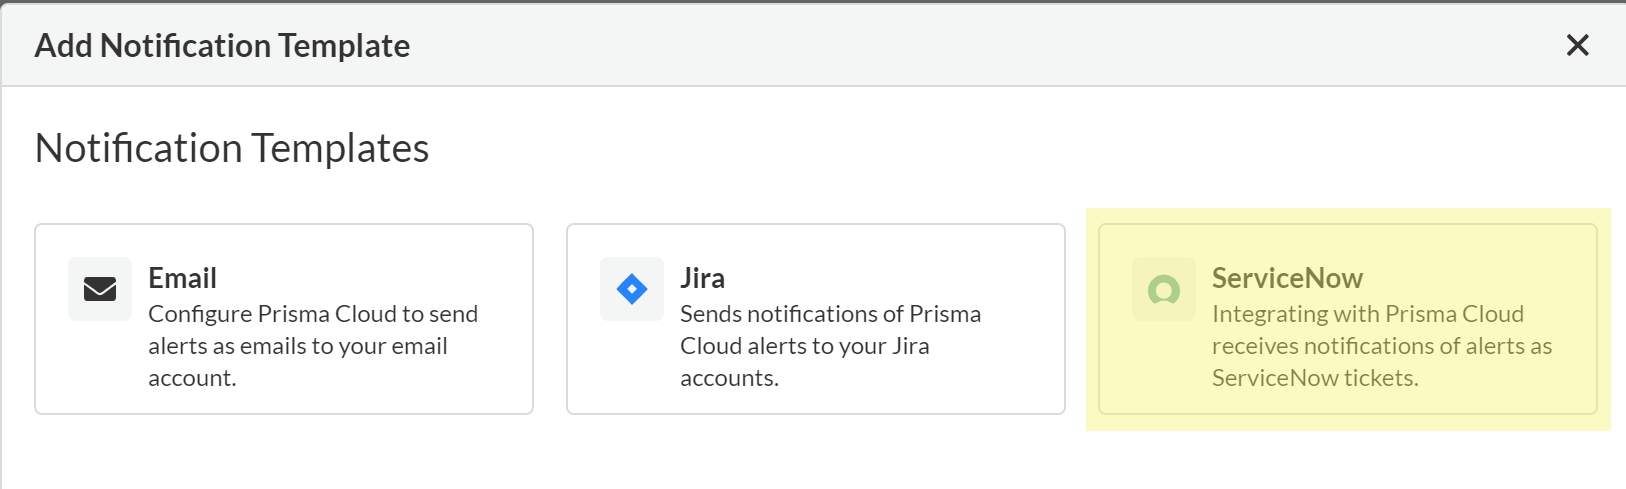 Add Notification Template
Notification Templates
Email
Configure Prisma Cloud to send
alerts as emails to your email
account.
Jira
Sends notifications of Prisma
Cloud alerts to your Jira
accounts.
ServiceNow
Integrating with Prisma Cloud
receives notifications of alerts as
ServiceNow tickets.